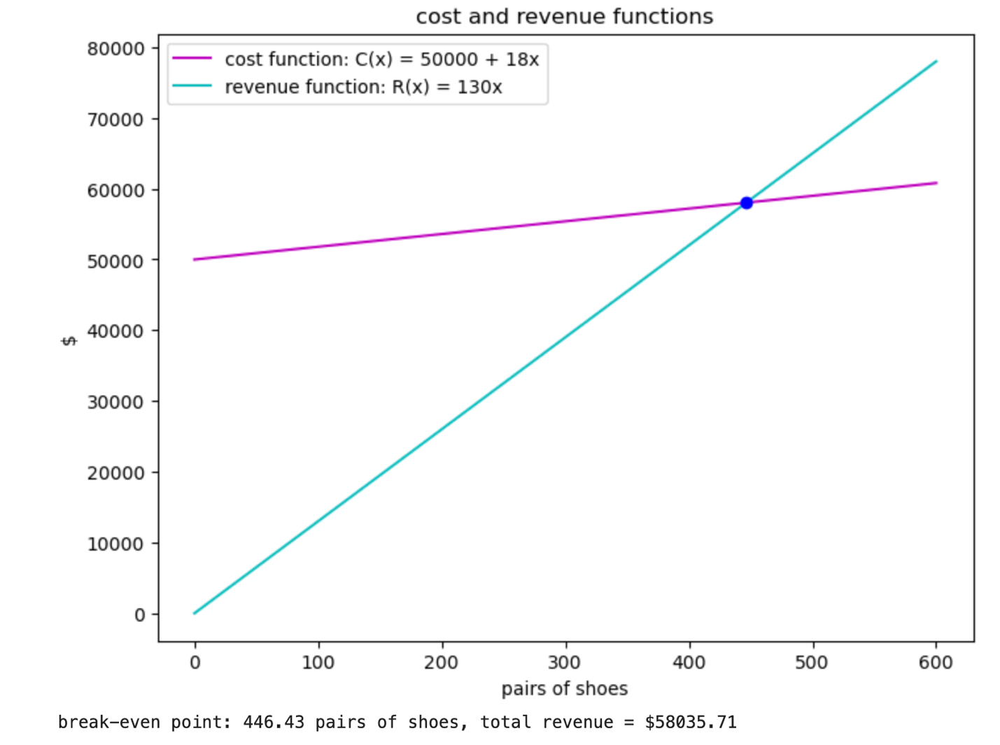 cost and revenue functions
cost function: C(x) = 50000 + 18x
revenue function: R(x) = 130x
80000
70000
60000
50000
40000
30000
20000
10000
0
$
0 100 200 300 400 500 600
pairs of shoes
break-even point: 446.43 pairs of shoes, total revenue = $58035.71